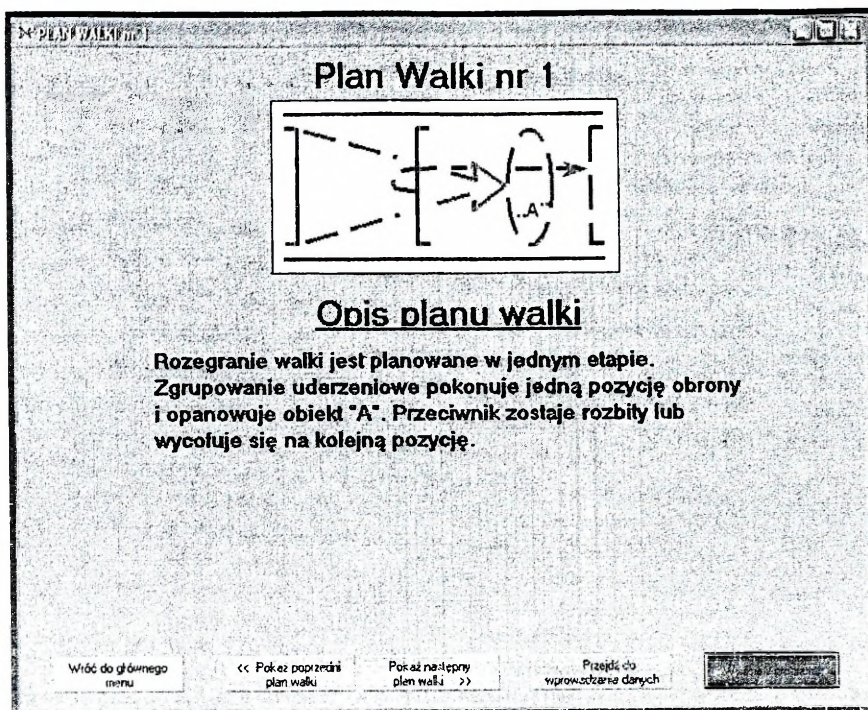 PLAN WALKI nr 1
Plan Walki nr 1
"A"
Opis planu walki
Rozegranie walki jest planowane w jednym etapie.
Zgrupowanie uderzeniowe pokonuje jedną pozycję obrony
i opanowuje obiekt "A". Przeciwnik zostaje rozbity lub
wycofuje się na kolejną pozycję.
Wróć do głównego
menu
<< Pokaż poprzedni
plan walki
Pokaż następny
plan walki >>
Przejdź do
wprowadzania danych